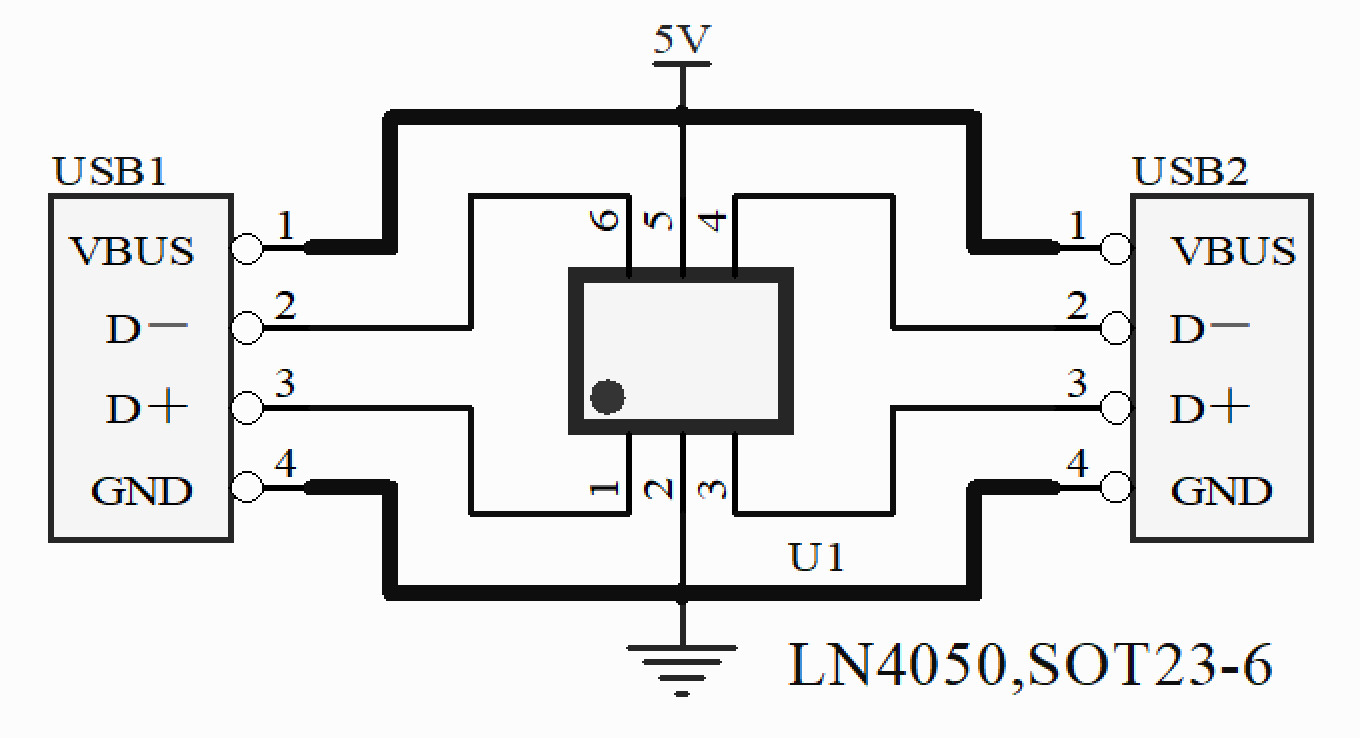 5V
USB1
USB2
1
VBUS
6
5
4
1
VBUS
2
D−
2
D−
3
D+
3
D+
4
GND
1
2
3
4
GND
U1
LN4050,SOT23-6